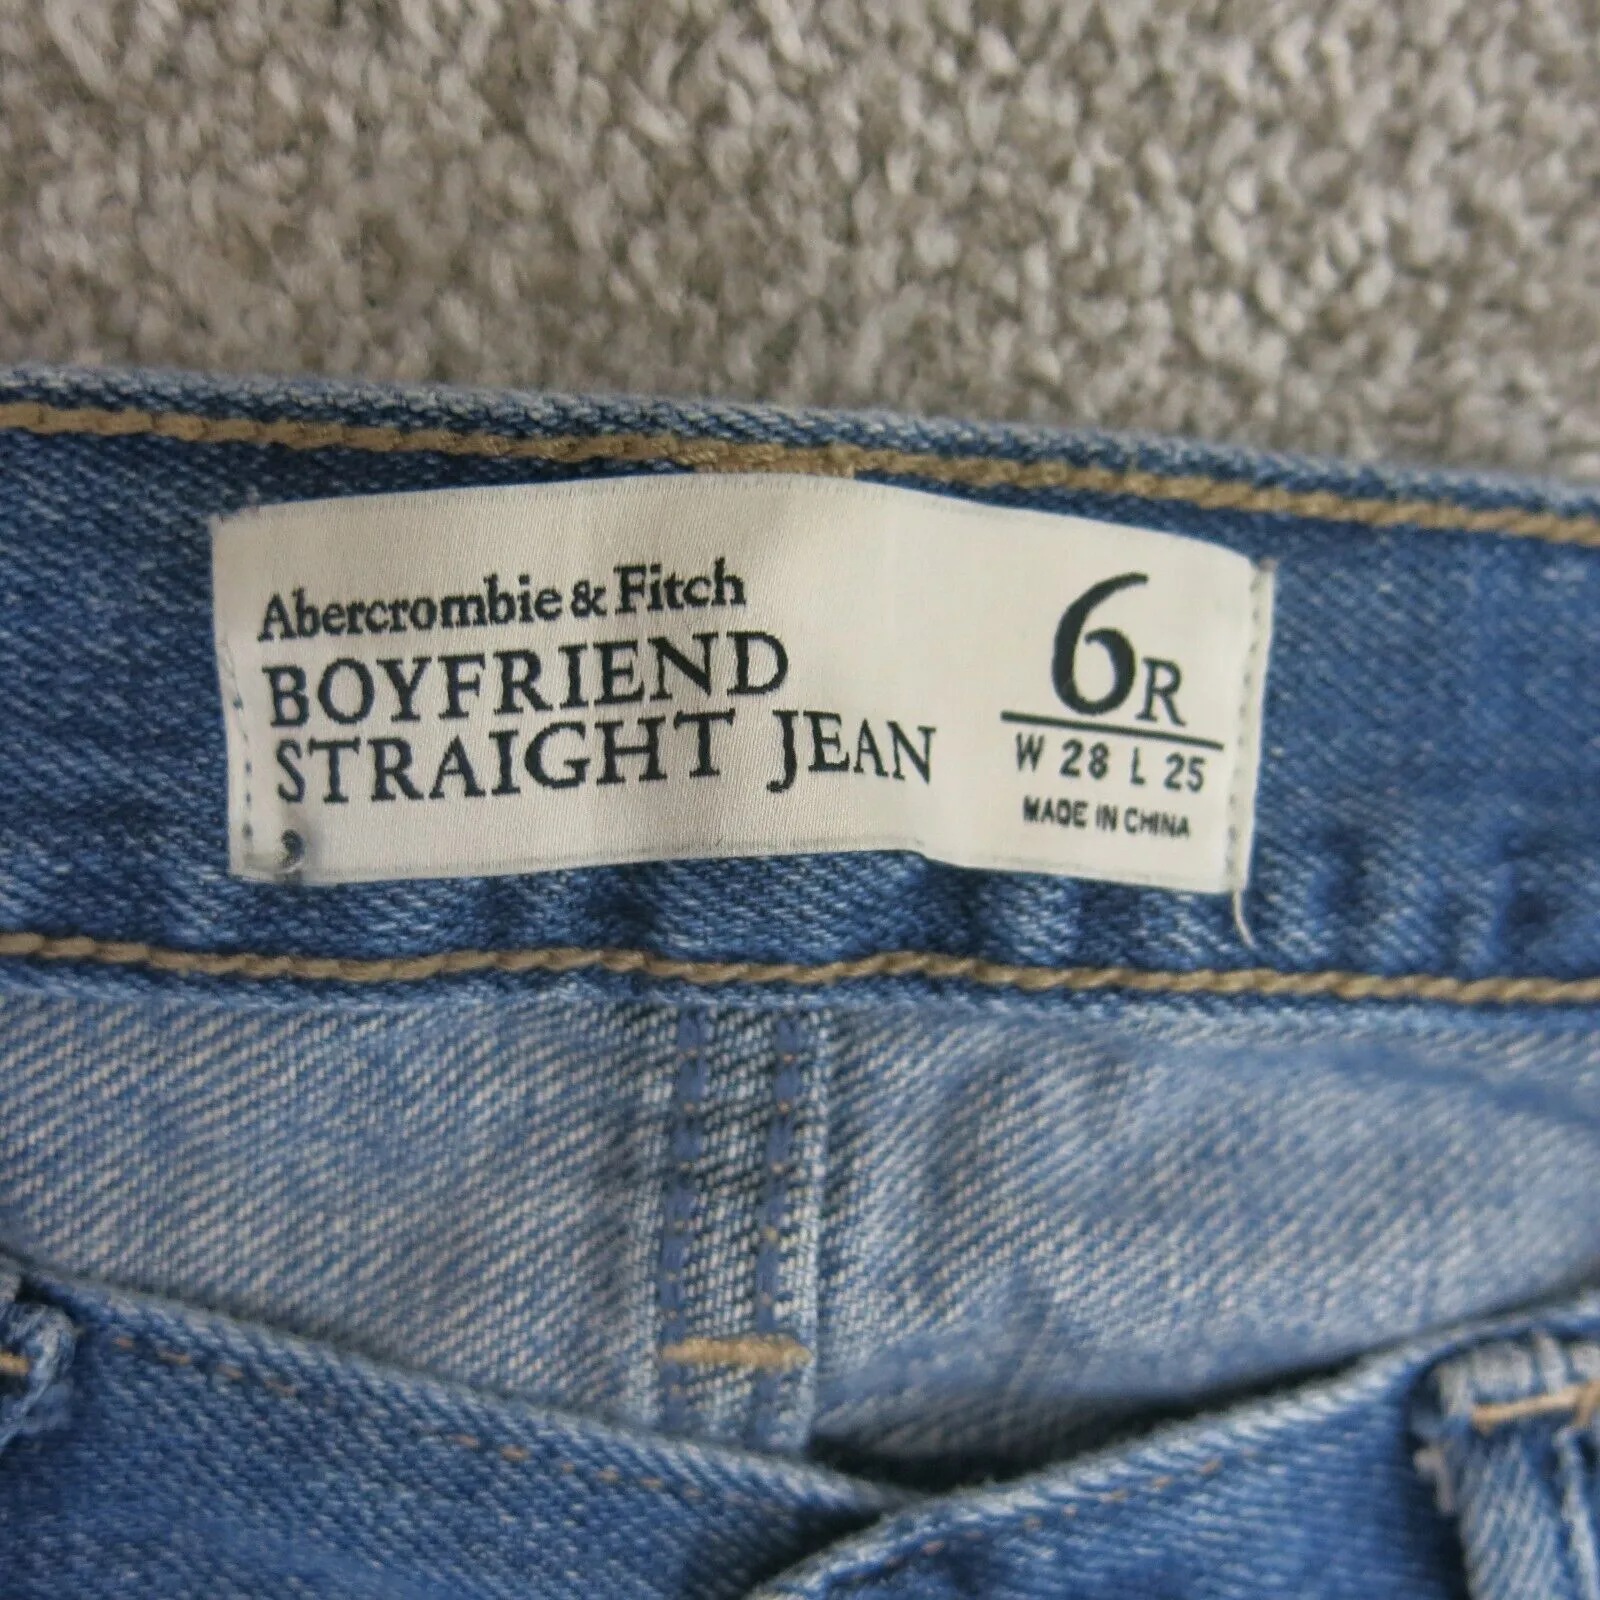 Abercrombie & Fitch
BOYFRIEND
STRAIGHT JEAN
6R
W 28 L 25
MADE IN CHINA